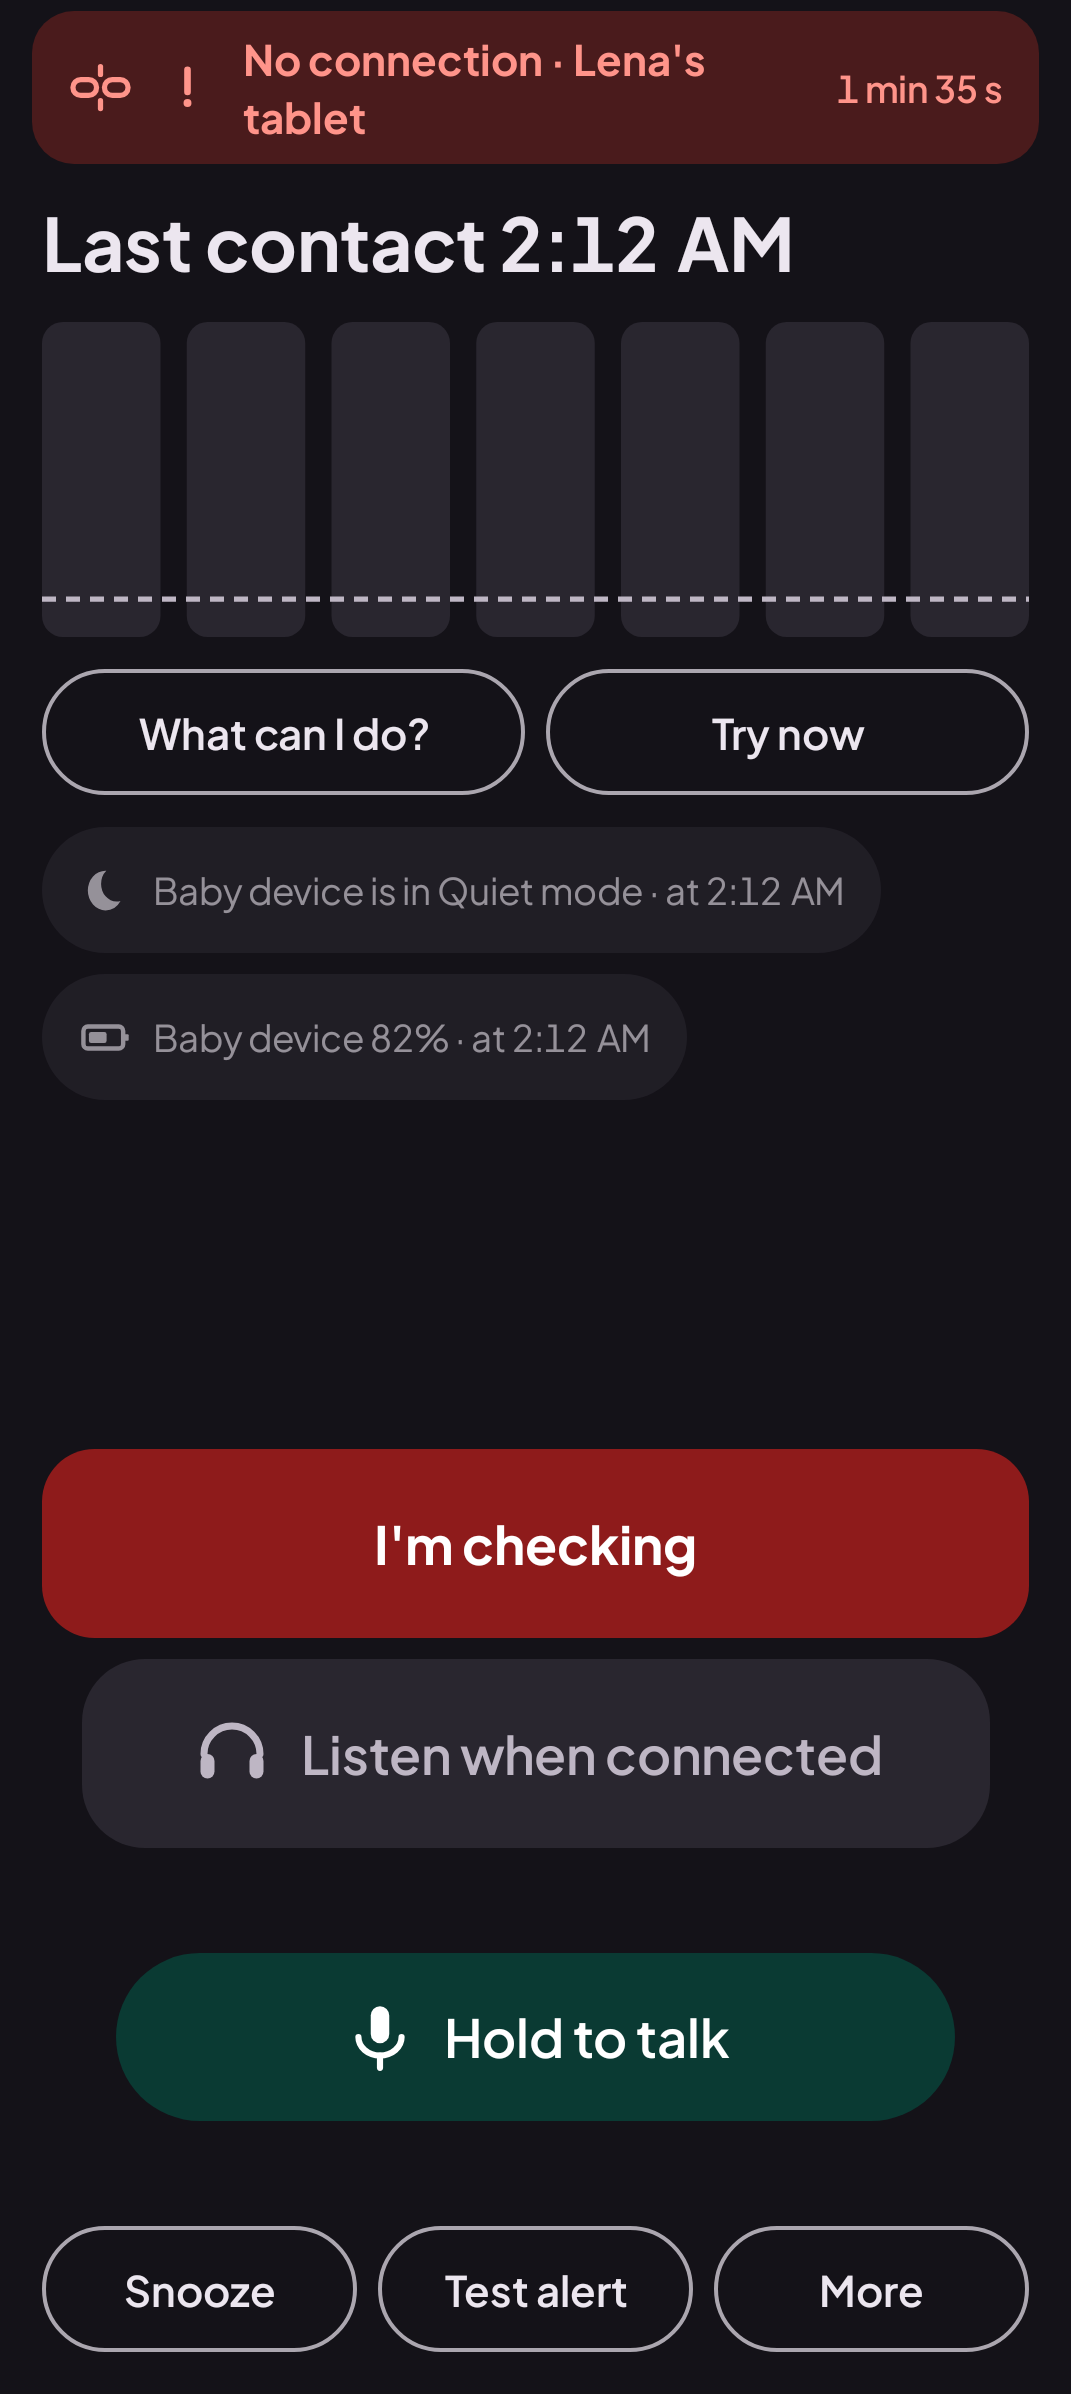 No connection · Lena's
tablet
1 min 35 s
Last contact 2:12 AM
What can I do?
Try now
Baby device is in Quiet mode · at 2:12 AM
Baby device 82% · at 2:12 AM
I'm checking
Listen when connected
Hold to talk
Snooze
Test alert
More